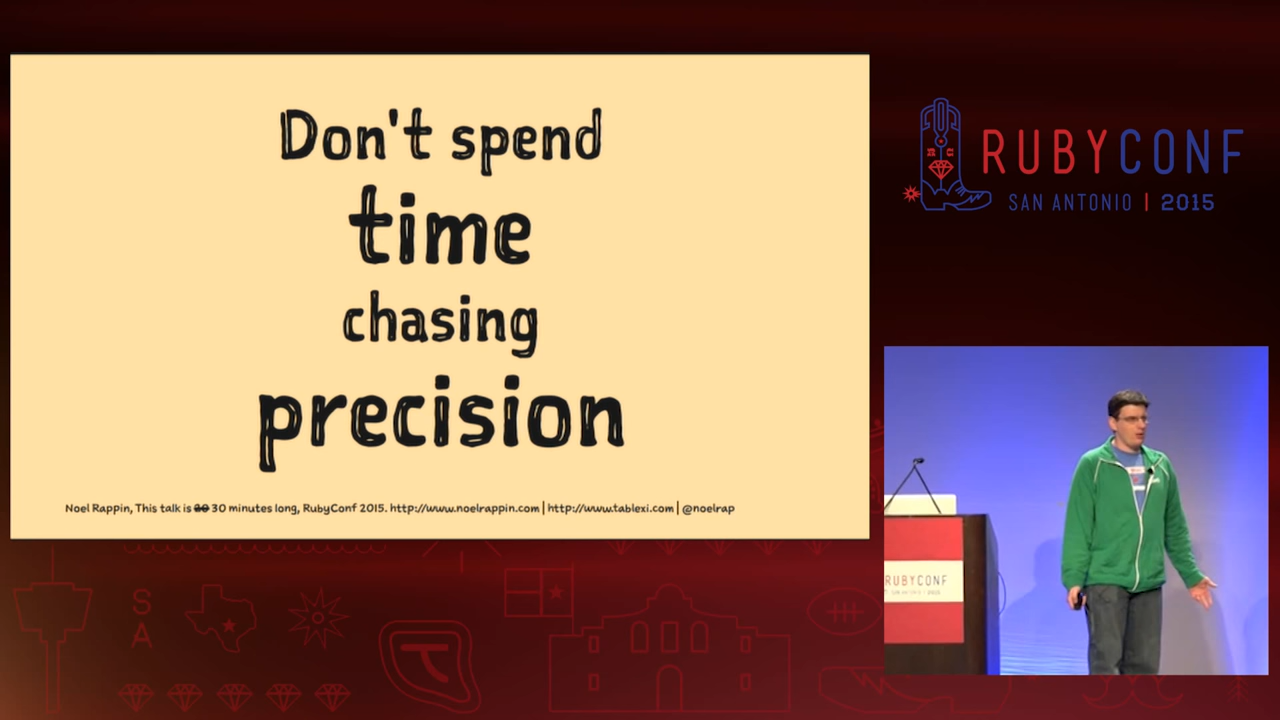 Don't spend
time
chasing
precision
Noel Rappin, This talk is 20 30 minutes long, RubyConf 2015. http://www.noelrappin.com | http://www.tablexi.com | @noelrap
RUBYCONF
SAN ANTONIO | 2015
RUBYCONF
S
A